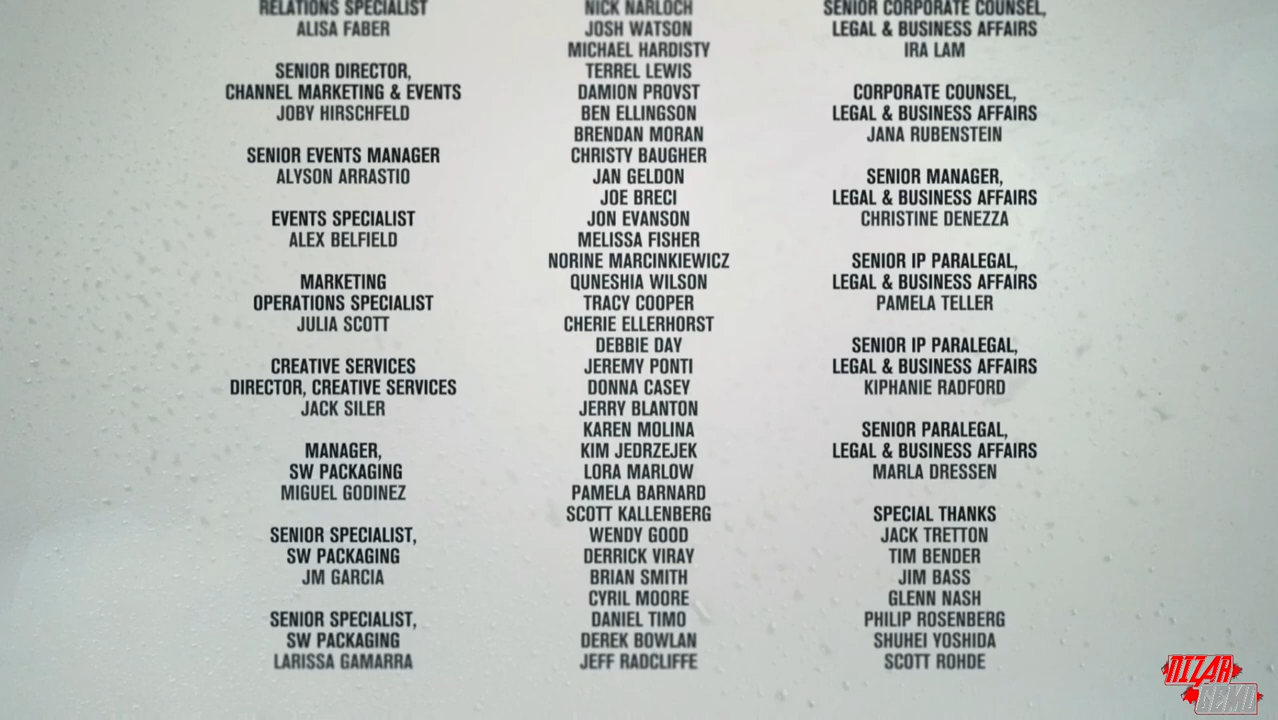 RELATIONS SPECIALIST
ALISA FABER
SENIOR DIRECTOR,
CHANNEL MARKETING & EVENTS
JOBY HIRSCHFELD
SENIOR EVENTS MANAGER
ALYSON ARRASTIO
EVENTS SPECIALIST
ALEX BELFIELD
MARKETING
OPERATIONS SPECIALIST
JULIA SCOTT
CREATIVE SERVICES
DIRECTOR, CREATIVE SERVICES
JACK SILER
MANAGER,
SW PACKAGING
MIGUEL GODINEZ
SENIOR SPECIALIST,
SW PACKAGING
JM GARCIA
SENIOR SPECIALIST,
SW PACKAGING
LARISSA GAMARRA
NICK NARLOCH
JOSH WATSON
MICHAEL HARDISTY
TERREL LEWIS
DAMION PROVST
BEN ELLINGSON
BRENDAN MORAN
CHRISTY BAUGHER
JAN GELDON
JOE BRECI
JON EVANSON
MELISSA FISHER
NORINE MARCINKIEWICZ
QUNESHIA WILSON
TRACY COOPER
CHERIE ELLERHORST
DEBBIE DAY
JEREMY PONTI
DONNA CASEY
JERRY BLANTON
KAREN MOLINA
KIM JEDRZEJEK
LORA MARLOW
PAMELA BARNARD
SCOTT KALLENBERG
WENDY GOOD
DERRICK VIRAY
BRIAN SMITH
CYRIL MOORE
DANIEL TIMO
DEREK BOWLAN
JEFF RADCLIFFE
SENIOR CORPORATE COUNSEL,
LEGAL & BUSINESS AFFAIRS
IRA LAM
CORPORATE COUNSEL,
LEGAL & BUSINESS AFFAIRS
JANA RUBENSTEIN
SENIOR MANAGER,
LEGAL & BUSINESS AFFAIRS
CHRISTINE DENEZZA
SENIOR IP PARALEGAL,
LEGAL & BUSINESS AFFAIRS
PAMELA TELLER
SENIOR IP PARALEGAL,
LEGAL & BUSINESS AFFAIRS
KIPHANIE RADFORD
SENIOR PARALEGAL,
LEGAL & BUSINESS AFFAIRS
MARLA DRESSEN
SPECIAL THANKS
JACK TRETTON
TIM BENDER
JIM BASS
GLENN NASH
PHILIP ROSENBERG
SHUHEI YOSHIDA
SCOTT ROHDE
NIZAR
GEMU